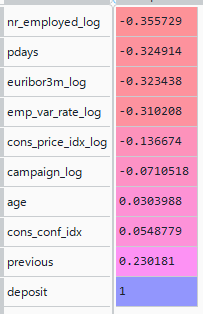 nr_employed_log -0.355729
pdays -0.324914
euribor3m_log -0.323438
emp_var_rate_log -0.310208
cons_price_idx_log -0.136674
campaign_log -0.0710518
age 0.0303988
cons_conf_idx 0.0548779
previous 0.230181
deposit 1